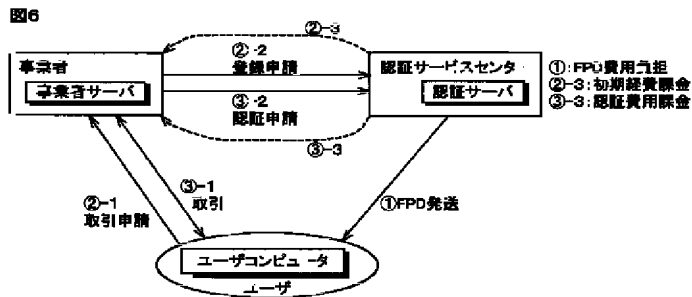 図6
②-3
②-2
登録申請
事業者
事業者サーバ
認証サービスセンタ
認証サーバ
①:FPD費用負担
②-3:初期経費課金
③-3:認証費用課金
③-2
認証申請
③-3
②-1
取引申請
③-1
取引
①FPD発送
ユーザコンピュータ
ユーザ